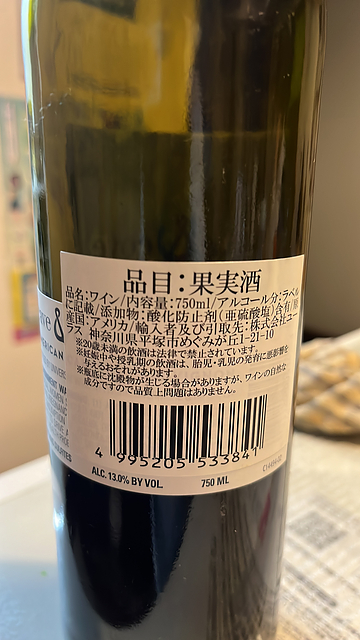 品目：果実酒
品名：ワイン/内容量：750ml/アルコール分：ラベル
に記載/添加物：酸化防止剤(亜硫酸塩)含有/原
産国：アメリカ/輸入者及び引取先：株式会社ユー
ラス 神奈川県平塚市めぐみが丘1-21-10
※20歳未満の飲酒は法律で禁止されています。
※妊娠中や授乳期の飲酒は、胎児・乳児の発育に悪影響を
与えるおそれがあります。
※瓶底に沈殿物が生じる場合がありますが、ワインの自然な
成分ですので品質上問題はありません。
4 995205 533841
ALC. 13.0% BY VOL. 750 ML
&